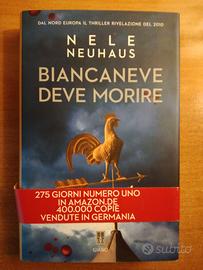 DAL NORD EUROPA IL THRILLER RIVELAZIONE DEL 2010
NELE
NEUHAUS
BIANCANEVE
DEVE MORIRE
275 GIORNI NUMERO UNO
IN AMAZON.DE
400.000 COPIE
VENDUTE IN GERMANIA
GIANO
subito